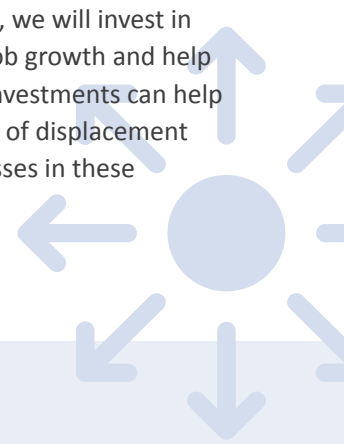 , we will invest in
ob growth and help
nvestments can help
of displacement
sses in these